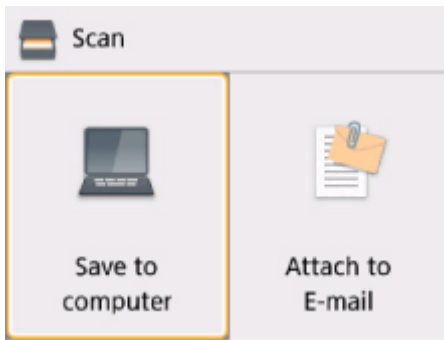 Scan
Save to
computer
Attach to
E-mail